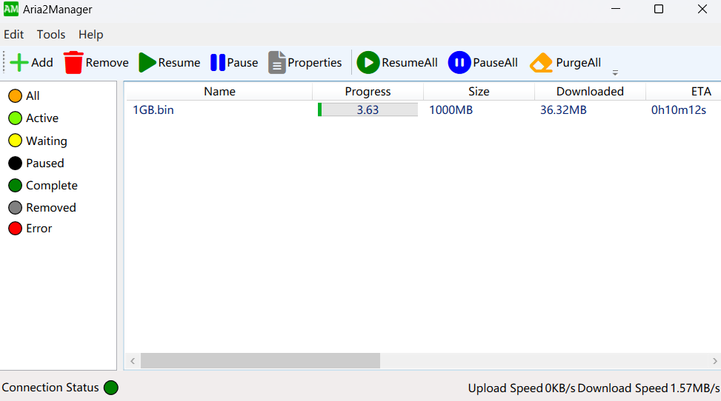 AM Aria2Manager
Edit Tools Help
Add Remove Resume Pause Properties ResumeAll PauseAll PurgeAll
All
Active
Waiting
Paused
Complete
Removed
Error
Name Progress Size Downloaded ETA
1GB.bin 3.63 1000MB 36.32MB 0h10m12s
Connection Status Upload Speed 0KB/s Download Speed 1.57MB/s